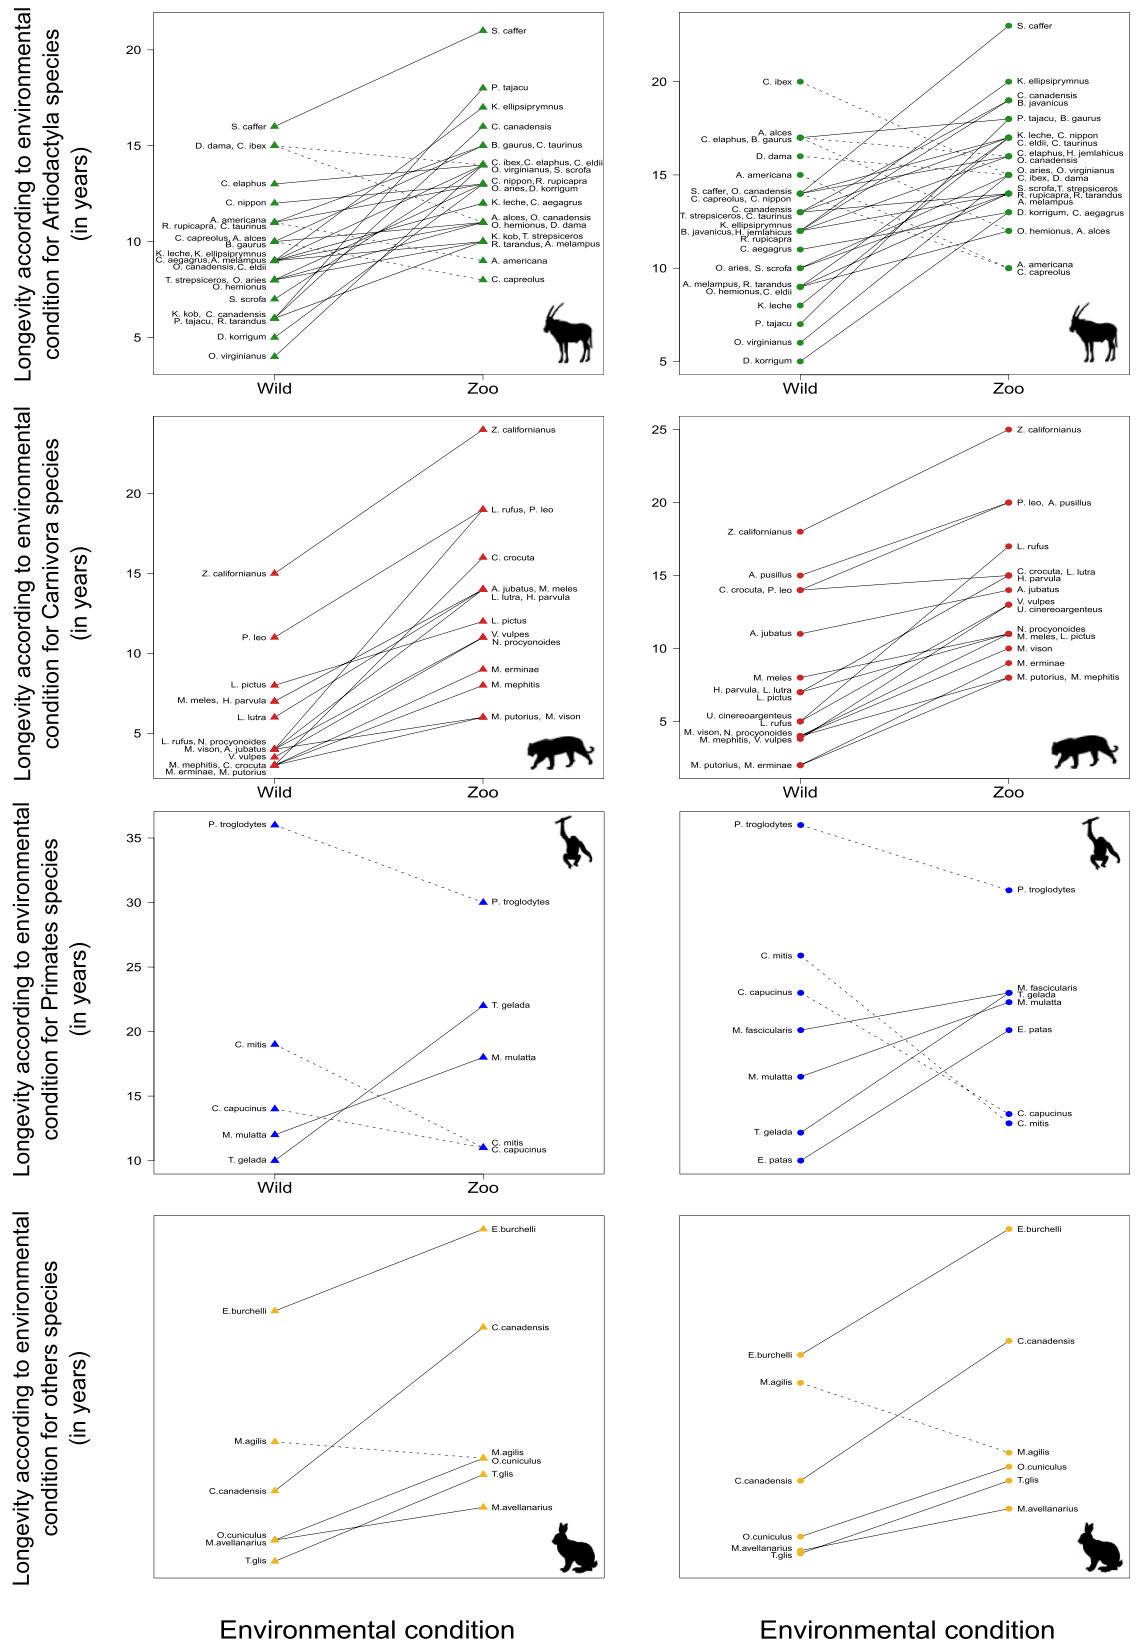 Longevity according to environmental
condition for Artiodactyla species
(in years)
20
15
10
5
S. caffer
D. dama, C. ibex
C. elaphus
C. nippon
A. americana
R. rupicapra, C. taurinus
C. capreolus, A. alces
B. gaurus
K. leche, K. ellipsiprymnus
C. aegagrus, A. melampus
O. canadensis, C. eldii
T. strepsiceros, O. aries
O. hemionus
S. scrofa
K. kob, C. canadensis
P. tajacu, R. tarandus
D. korrigum
O. virginianus
S. caffer
P. tajacu
K. ellipsiprymnus
C. canadensis
B. gaurus, C. taurinus
C. ibex, C. elaphus, C. eldii
O. virginianus, S. scrofa
C. nippon, R. rupicapra
O. aries, D. korrigum
K. leche, C. aegagrus
A. alces, O. canadensis
O. hemionus, D. dama
K. kob, T. strepsiceros
R. tarandus, A. melampus
A. americana
C. capreolus
Wild
Zoo
20
15
10
5
C. ibex
A. alces
C. elaphus, B. gaurus
D. dama
A. americana
S. caffer, O. canadensis
C. capreolus, C. nippon
C. canadensis
T. strepsiceros, C. taurinus
K. ellipsiprymnus
B. javanicus, H. jemlahicus
R. rupicapra
C. aegagrus
O. aries, S. scrofa
A. melampus, R. tarandus
O. hemionus, C. eldii
K. leche
P. tajacu
O. virginianus
D. korrigum
S. caffer
K. ellipsiprymnus
C. canadensis
B. javanicus
P. tajacu, B. gaurus
K. leche, C. nippon
C. eldii, C. taurinus
C. elaphus, H. jemlahicus
O. canadensis
O. aries, O. virginianus
C. ibex, D. dama
S. scrofa, T. strepsiceros
R. rupicapra, R. tarandus
A. melampus
D. korrigum, C. aegagrus
O. hemionus, A. alces
A. americana
C. capreolus
Wild
Zoo
Longevity according to environmental
condition for Carnivora species
(in years)
20
15
10
5
Z. californianus
P. leo
L. pictus
M. meles, H. parvula
L. lutra
L. rufus, N. procyonoides
M. vison, A. jubatus
V. vulpes
M. mephitis, C. crocuta
M. erminae, M. putorius
Z. californianus
L. rufus, P. leo
C. crocuta
A. jubatus, M. meles
L. lutra, H. parvula
L. pictus
V. vulpes
N. procyonoides
M. erminae
M. mephitis
M. putorius, M. vison
Wild
Zoo
25
20
15
10
5
Z. californianus
A. pusillus
C. crocuta, P. leo
A. jubatus
M. meles
H. parvula, L. lutra
L. pictus
U. cinereoargenteus
L. rufus
M. vison, N. procyonoides
M. mephitis, V. vulpes
M. putorius, M. erminae
Z. californianus
P. leo, A. pusillus
L. rufus
C. crocuta, L. lutra
H. parvula
A. jubatus
V. vulpes
U. cinereoargenteus
N. procyonoides
M. meles, L. pictus
M. vison
M. erminae
M. putorius, M. mephitis
Wild
Zoo
Longevity according to environmental
condition for Primates species
(in years)
35
30
25
20
15
10
P. troglodytes
C. mitis
C. capucinus
M. mulatta
T. gelada
P. troglodytes
T. gelada
M. mulatta
C. mitis
C. capucinus
Wild
Zoo
P. troglodytes
C. mitis
C. capucinus
M. fascicularis
M. mulatta
T. gelada
E. patas
P. troglodytes
M. fascicularis
T. gelada
M. mulatta
E. patas
C. capucinus
C. mitis
Longevity according to environmental
condition for others species
(in years)
E.burchelli
M.agilis
C.canadensis
O.cuniculus
M.avellanarius
T.glis
E.burchelli
C.canadensis
M.agilis
O.cuniculus
T.glis
M.avellanarius
E.burchelli
M.agilis
C.canadensis
O.cuniculus
M.avellanarius
T.glis
E.burchelli
C.canadensis
M.agilis
O.cuniculus
T.glis
M.avellanarius
Environmental condition
Environmental condition